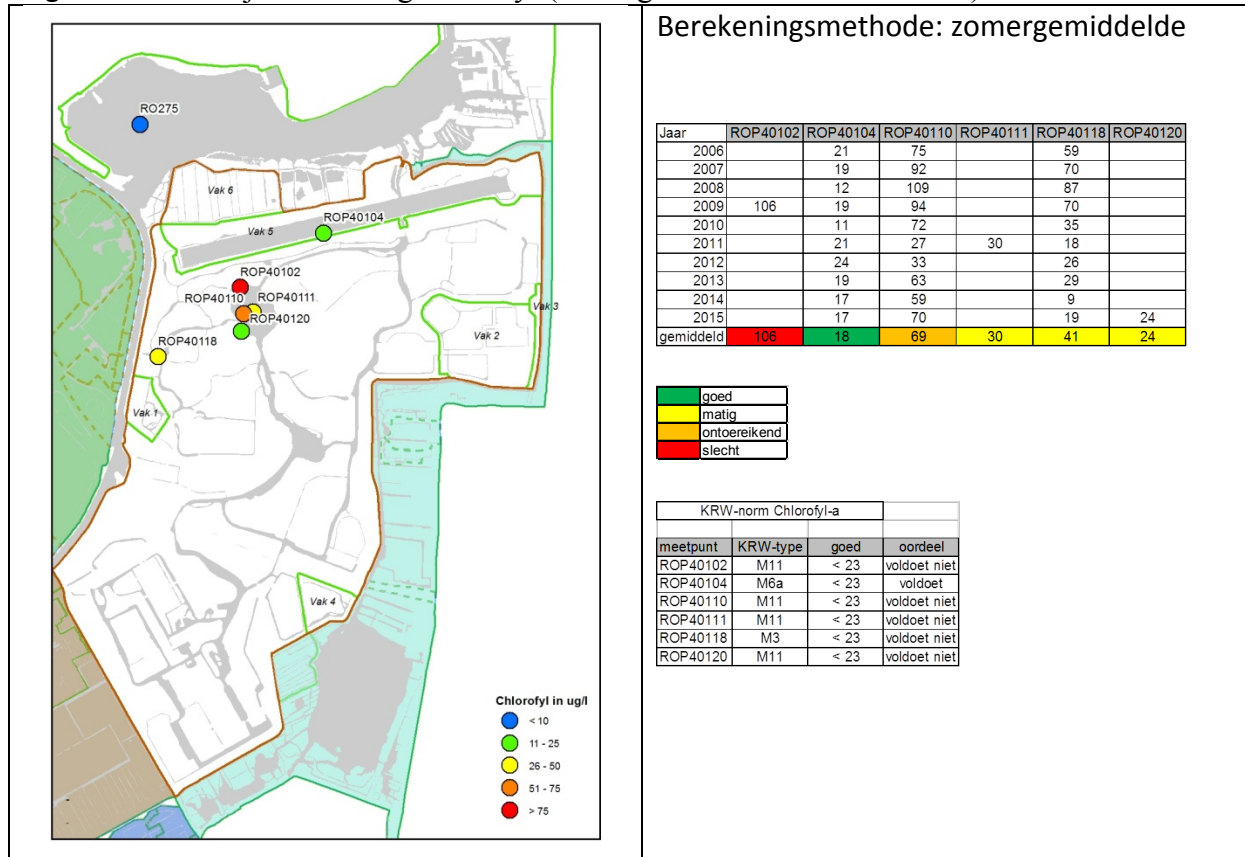 Berekeningsmethode: zomergemiddelde
RO275
Vak 6
ROP40104
Vak 5
ROP40102
ROP40110 ROP40111
ROP40120
ROP40118
Vak 3
Vak 2
Vak 1
Vak 4
Chlorofyl in ug/l
< 10
11 - 25
26 - 50
51 - 75
> 75
Jaar ROP40102 ROP40104 ROP40110 ROP40111 ROP40118 ROP40120
2006 21 75 59
2007 19 92 70
2008 12 109 87
2009 106 19 94 70
2010 11 72 35
2011 21 27 30 18
2012 24 33 26
2013 19 63 29
2014 17 59 9
2015 17 70 19 24
gemiddeld 106 18 69 30 41 24
goed
matig
ontoereikend
slecht
KRW-norm Chlorofyl-a
meetpunt KRW-type goed oordeel
ROP40102 M11 < 23 voldoet niet
ROP40104 M6a < 23 voldoet
ROP40110 M11 < 23 voldoet niet
ROP40111 M11 < 23 voldoet niet
ROP40118 M3 < 23 voldoet niet
ROP40120 M11 < 23 voldoet niet